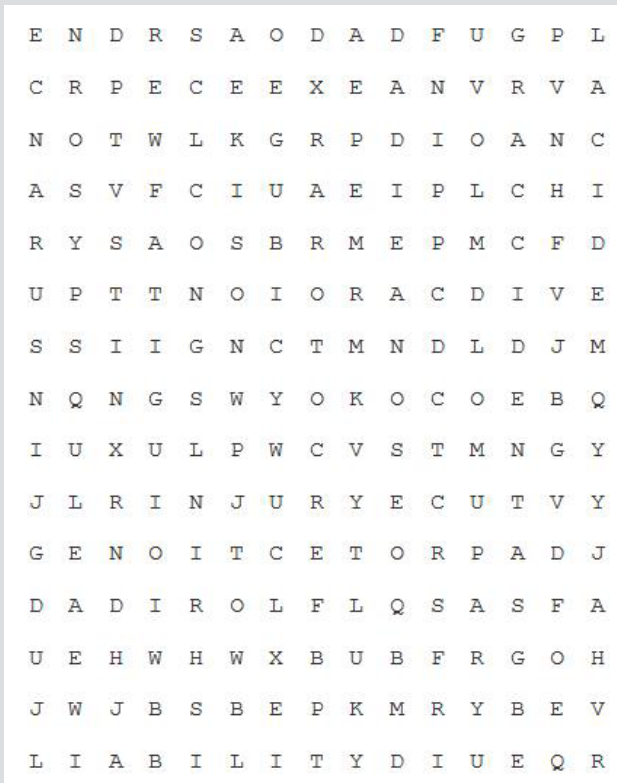 E N D R S A O D A D F U G P L
C R P E C E E X E A N V R V A
N O T W L K G R P D I O A N C
A S V F C I U A E I P L C H I
R Y S A O S B R M E P M C F D
U P T T N O I O R A C D I V E
S S I I G N C T M N D L D J M
N Q N G S W Y O K O C O E B Q
I U X U L P W C V S T M N G Y
J L R I N J U R Y E C U T V Y
G E N O I T C E T O R P A D J
D A D I R O L F L Q S A S F A
U E H W H W X B U B F R G O H
J W J B S B E P K M R Y B E V
L I A B I L I T Y D I U E Q R